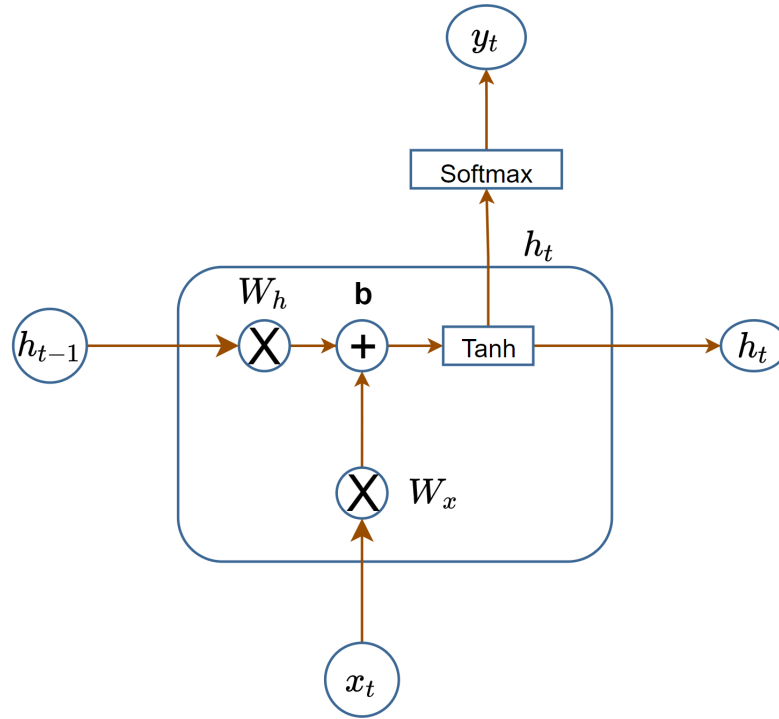 y_t
Softmax
h_t
W_h b
h_{t-1} X + Tanh h_t
X W_x
x_t